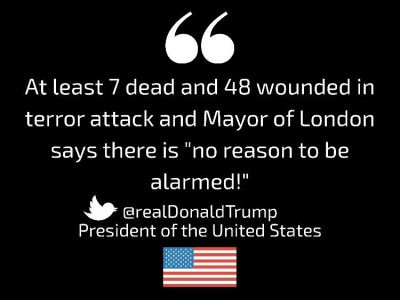 At least 7 dead and 48 wounded in
terror attack and Mayor of London
says there is "no reason to be
alarmed!"
@realDonaldTrump
President of the United States